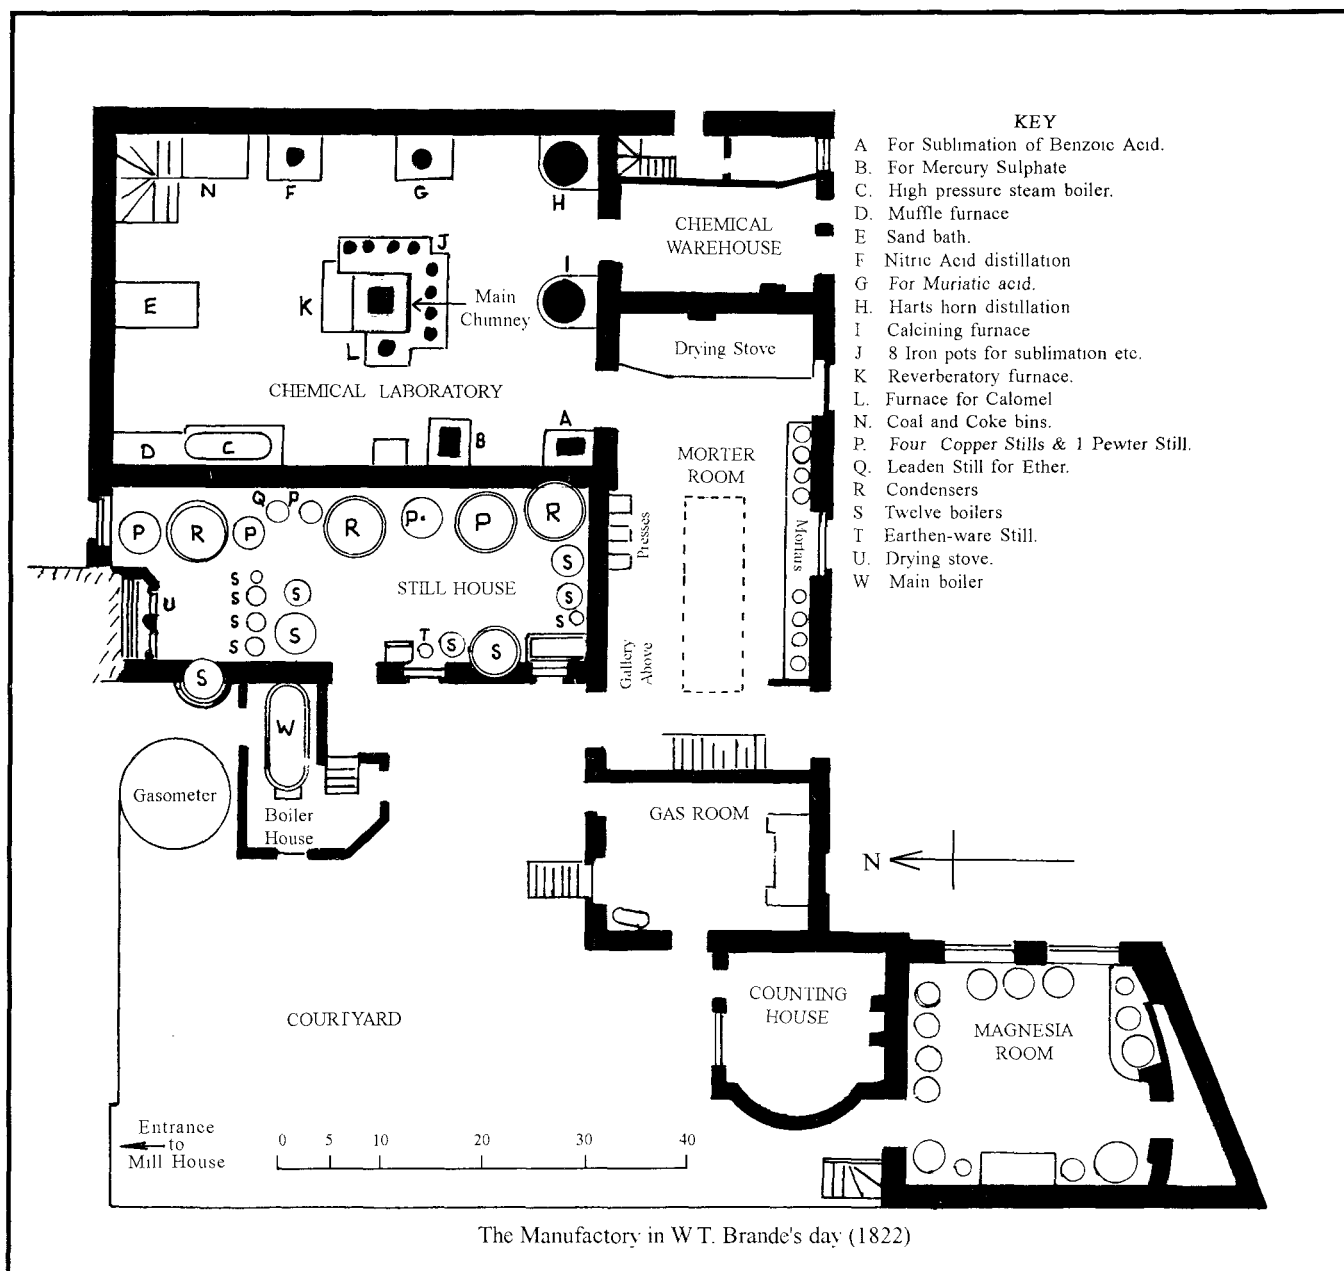 KEY
A For Sublimation of Benzoic Acid.
B. For Mercury Sulphate
C. High pressure steam boiler.
D. Muffle furnace
E Sand bath.
F Nitric Acid distillation
G For Muriatic acid.
H. Harts horn distillation
I Calcining furnace
J 8 Iron pots for sublimation etc.
K Reverberatory furnace.
L. Furnace for Calomel
N. Coal and Coke bins.
P. Four Copper Stills & 1 Pewter Still.
Q. Leaden Still for Ether.
R Condensers
S Twelve boilers
T Earthen-ware Still.
U. Drying stove.
W Main boiler
N
F
G
H
CHEMICAL
WAREHOUSE
J
I
E
K
Main
Chimney
L
Drying Stove
CHEMICAL LABORATORY
D
C
B
A
MORTER
ROOM
Q
P
P
R
P
R
P.
P
R
Presses
Mortars
S
S
S
S
S
S
STILL HOUSE
S
S
S
U
S
S
T
S
S
Gallery
Above
S
W
Gasometer
Boiler
House
GAS ROOM
N
COUNTING
HOUSE
COURTYARD
MAGNESIA
ROOM
Entrance
to
Mill House
0 5 10 20 30 40
The Manufactory in W T. Brande's day (1822)